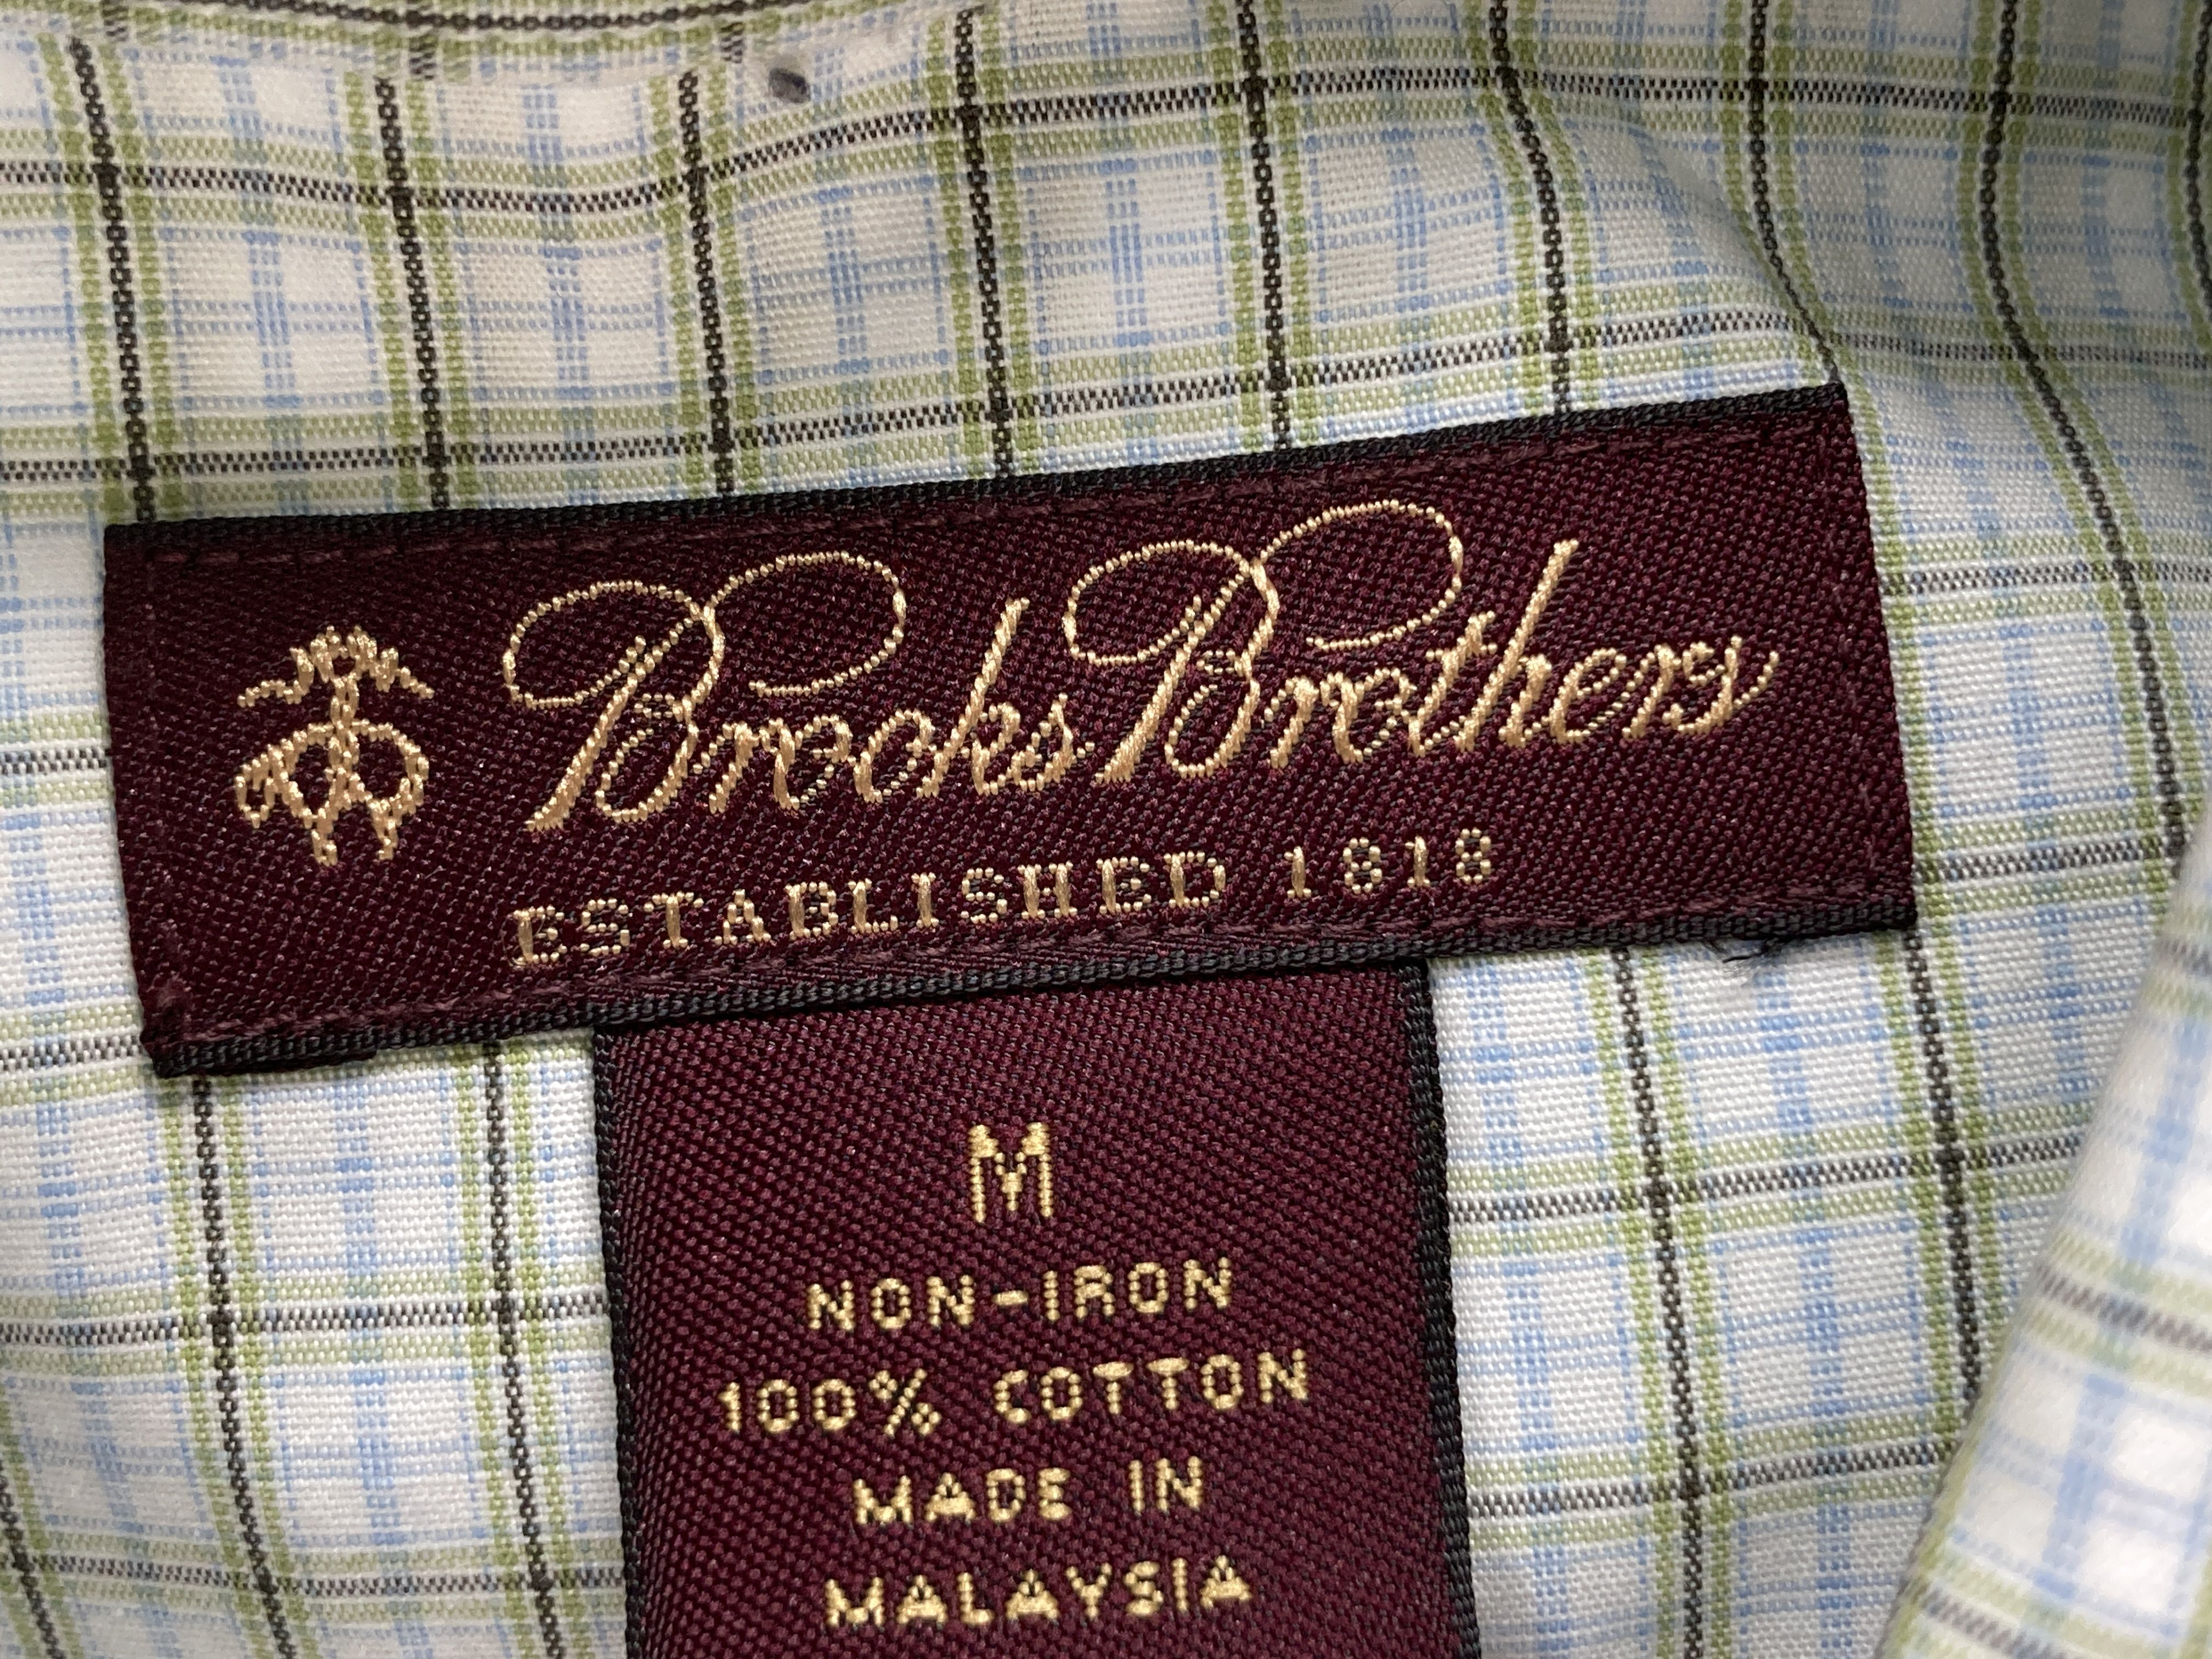 Brooks Brothers
ESTABLISHED 1818
M
NON-IRON
100% COTTON
MADE IN
MALAYSIA